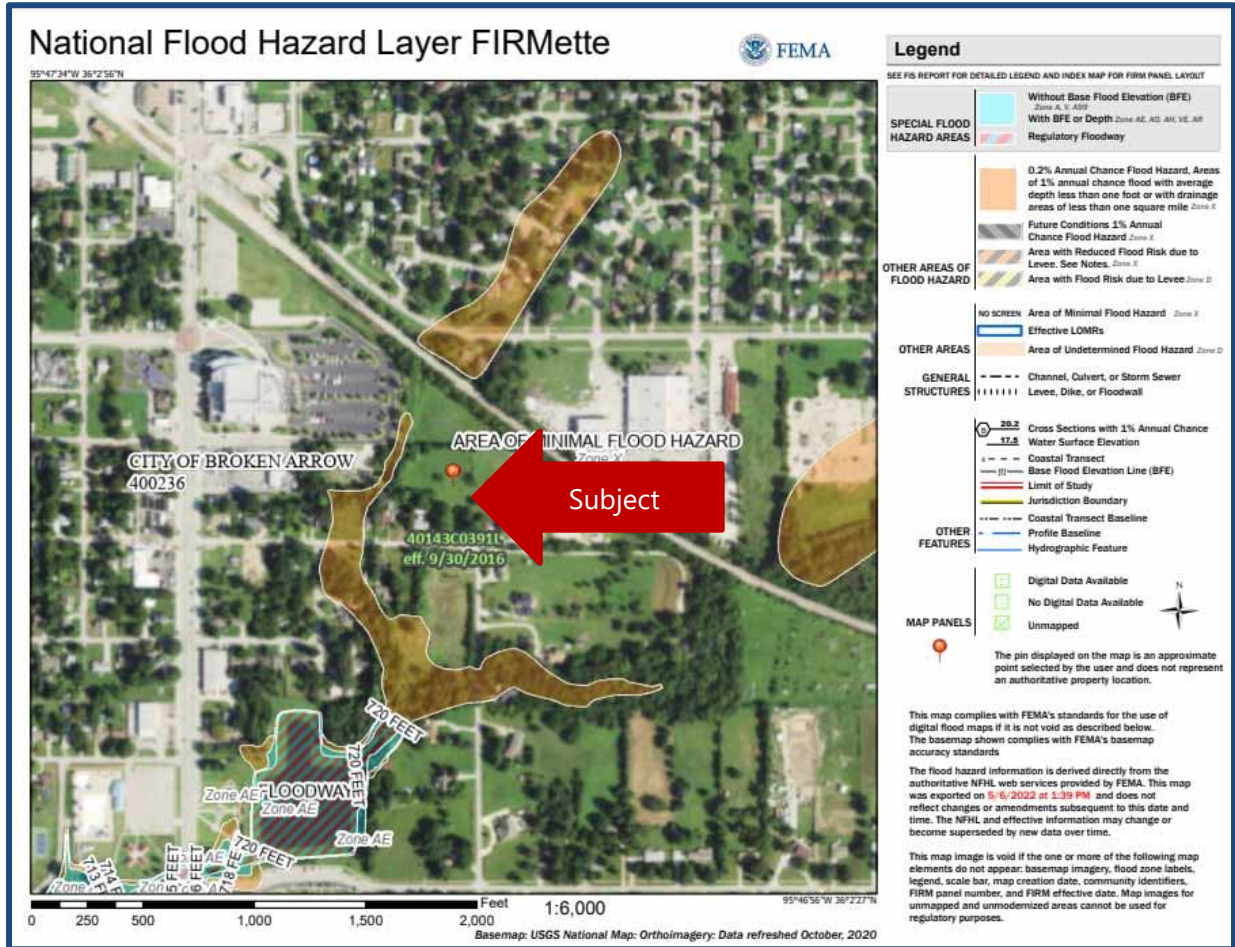 National Flood Hazard Layer FIRMette
FEMA
95°47'34"W 36°2'56"N
CITY OF BROKEN ARROW
400236
AREA OF MINIMAL FLOOD HAZARD
Zone X
Subject
40143C0391L
eff. 9/30/2016
720 FEET
720 FEET
Zone AE
FLOODWAY
Zone AE
Zone AE
720 FEET
AE
718 F
6 FEET
5 FEET
714 F
713 F
Zone
Zon
Zone AE
95°46'56"W 36°2'27"N
0 250 500 1,000 1,500 2,000
Feet
1:6,000
Basemap: USGS National Map: Orthoimagery: Data refreshed October, 2020
Legend
SEE FIS REPORT FOR DETAILED LEGEND AND INDEX MAP FOR FIRM PANEL LAYOUT
SPECIAL FLOOD
HAZARD AREAS
Without Base Flood Elevation (BFE)
Zone A, V, A99
With BFE or Depth Zone AE, AO, AH, VE, AR
Regulatory Floodway
OTHER AREAS OF
FLOOD HAZARD
0.2% Annual Chance Flood Hazard, Areas
of 1% annual chance flood with average
depth less than one foot or with drainage
areas of less than one square mile Zone X
Future Conditions 1% Annual
Chance Flood Hazard Zone X
Area with Reduced Flood Risk due to
Levee. See Notes. Zone X
Area with Flood Risk due to Levee Zone D
OTHER AREAS
NO SCREEN Area of Minimal Flood Hazard Zone X
Effective LOMRs
Area of Undetermined Flood Hazard Zone D
GENERAL
STRUCTURES
Channel, Culvert, or Storm Sewer
Levee, Dike, or Floodwall
OTHER
FEATURES
20.2 Cross Sections with 1% Annual Chance
17.5 Water Surface Elevation
Coastal Transect
Base Flood Elevation Line (BFE)
Limit of Study
Jurisdiction Boundary
Coastal Transect Baseline
Profile Baseline
Hydrographic Feature
MAP PANELS
Digital Data Available
No Digital Data Available
Unmapped
N
The pin displayed on the map is an approximate
point selected by the user and does not represent
an authoritative property location.
This map complies with FEMA's standards for the use of
digital flood maps if it is not void as described below.
The basemap shown complies with FEMA's basemap
accuracy standards
The flood hazard information is derived directly from the
authoritative NFHL web services provided by FEMA. This map
was exported on 5/6/2022 at 1:39 PM and does not
reflect changes or amendments subsequent to this date and
time. The NFHL and effective information may change or
become superseded by new data over time.
This map image is void if the one or more of the following map
elements do not appear: basemap imagery, flood zone labels,
legend, scale bar, map creation date, community identifiers,
FIRM panel number, and FIRM effective date. Map images for
unmapped and unmodernized areas cannot be used for
regulatory purposes.